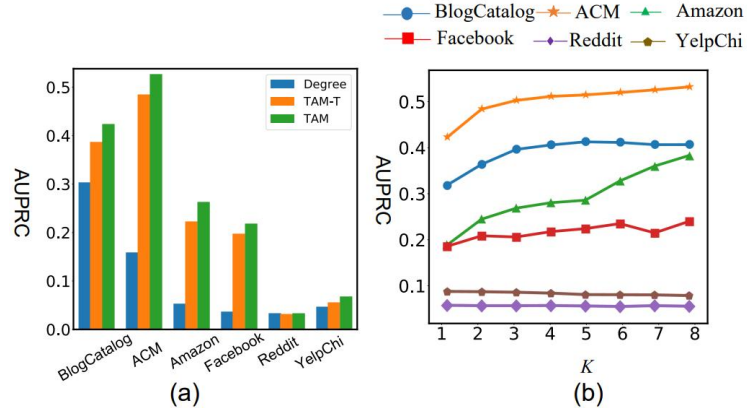 BlogCatalog ACM Amazon
Facebook Reddit YelpChi
AUPRC
0.5
0.4
0.3
0.2
0.1
0.0
Degree
TAM-T
TAM
BlogCatalog
ACM
Amazon
Facebook
Reddit
YelpChi
(a)
AUPRC
0.5
0.4
0.3
0.2
0.1
1 2 3 4 5 6 7 8
K
(b)